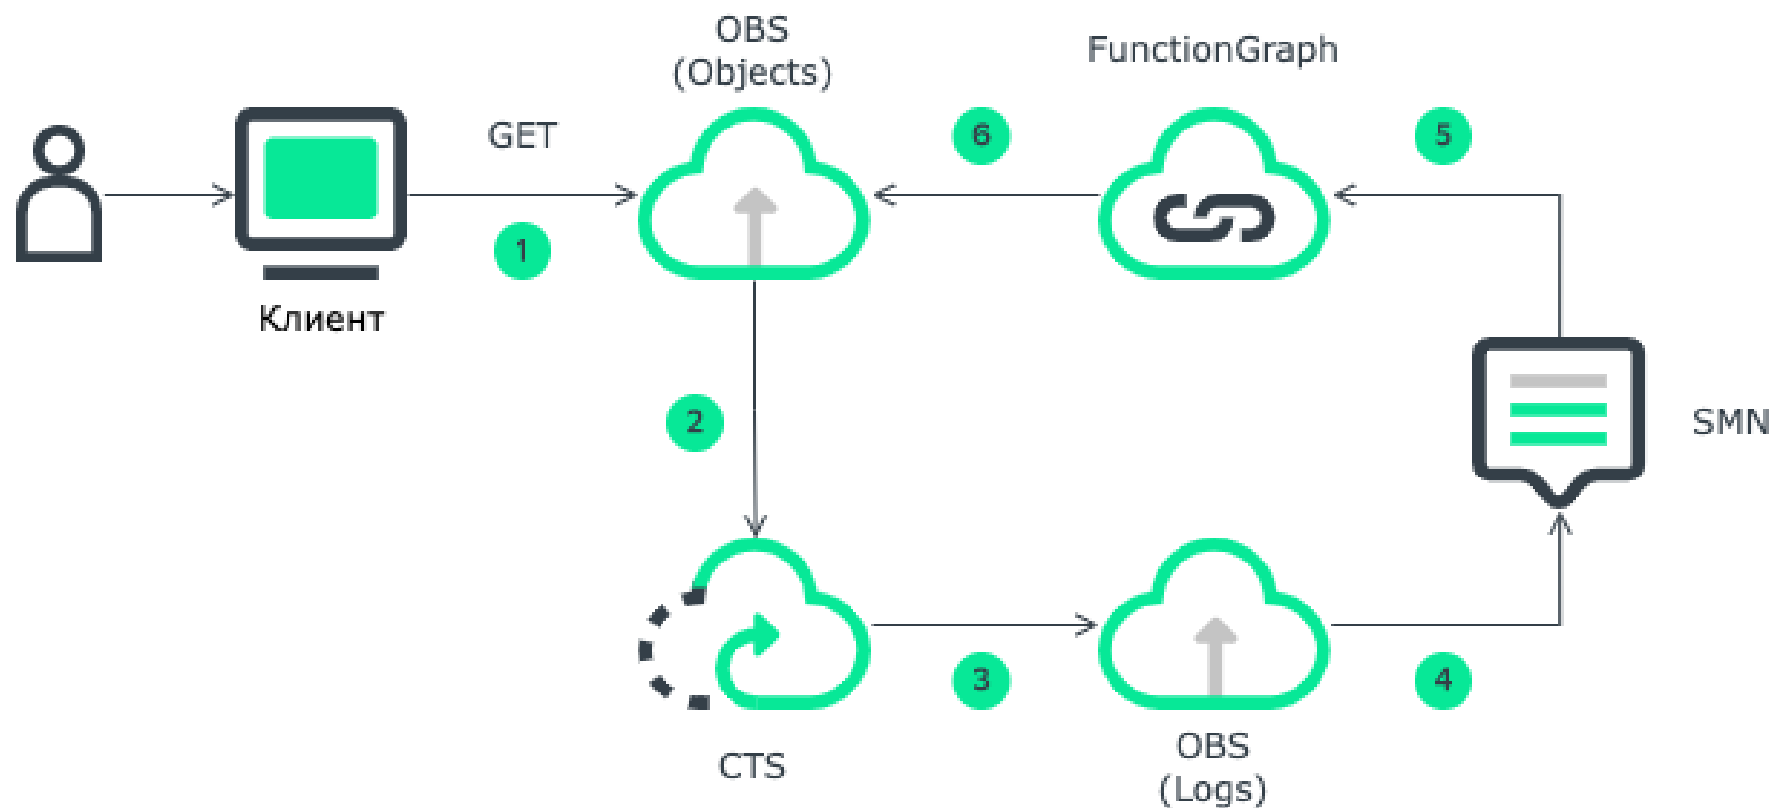 OBS
(Objects)
FunctionGraph
GET
6
5
1
Клиент
2
SMN
3
4
CTS
OBS
(Logs)